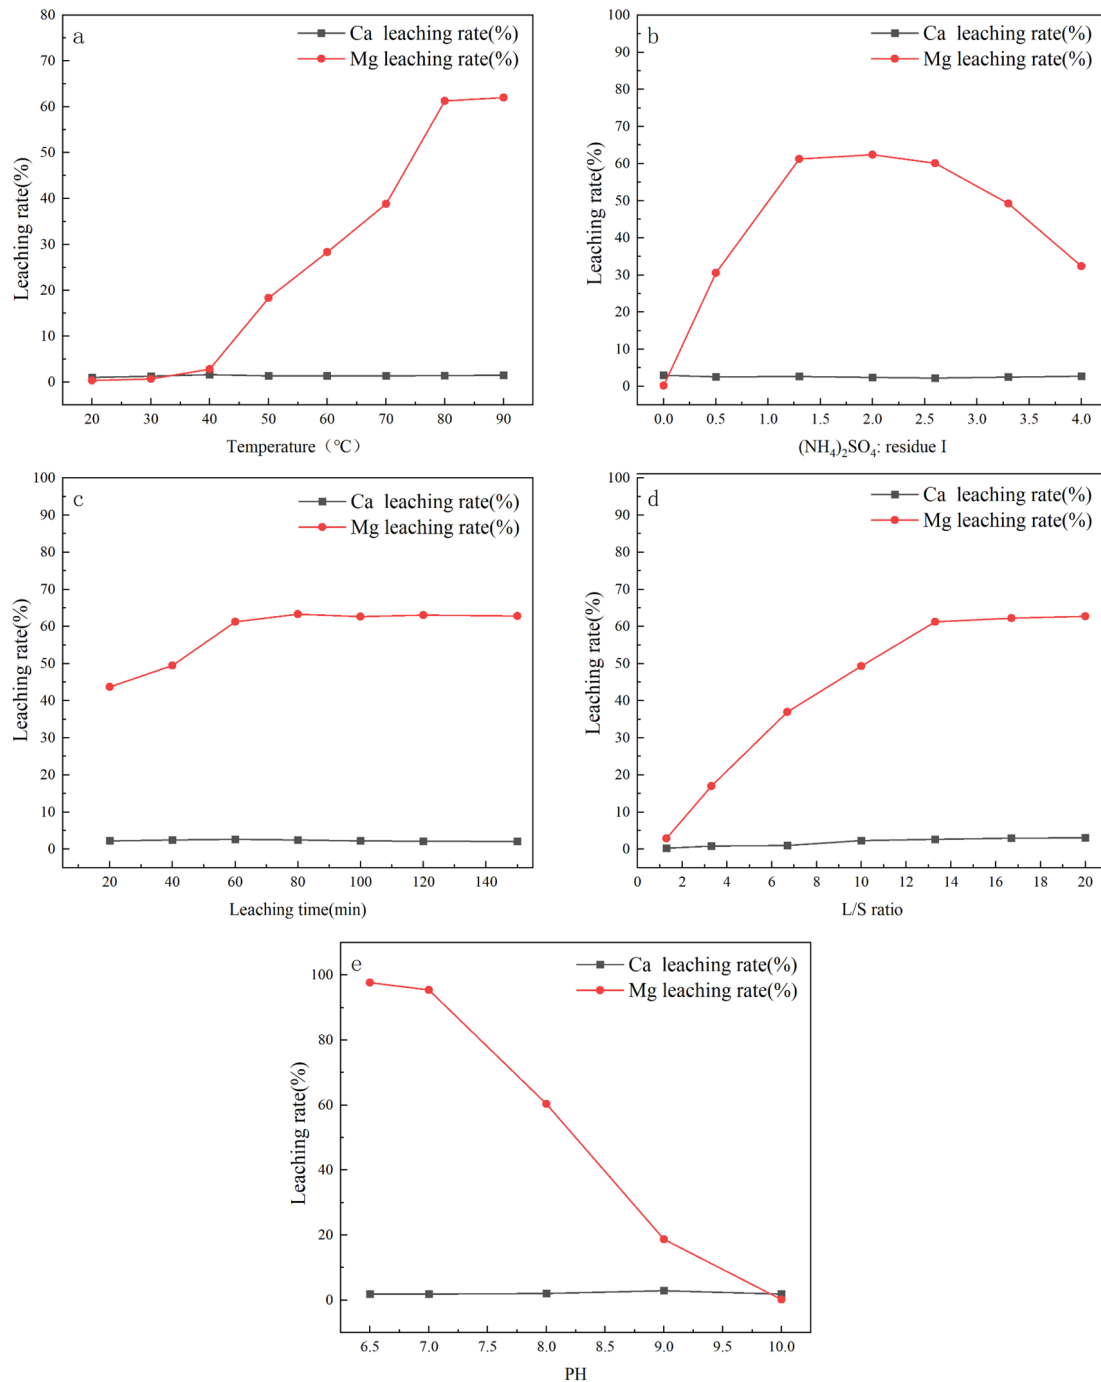 a
Ca leaching rate(%)
Mg leaching rate(%)
80
70
60
50
40
30
20
10
0
Leaching rate(%)
20 30 40 50 60 70 80 90
Temperature（℃）
b
Ca leaching rate(%)
Mg leaching rate(%)
100
90
80
70
60
50
40
30
20
10
0
Leaching rate(%)
0.0 0.5 1.0 1.5 2.0 2.5 3.0 3.5 4.0
(NH₄)₂SO₄: residue I
c
Ca leaching rate(%)
Mg leaching rate(%)
100
90
80
70
60
50
40
30
20
10
0
Leaching rate(%)
20 40 60 80 100 120 140
Leaching time(min)
d
Ca leaching rate(%)
Mg leaching rate(%)
100
90
80
70
60
50
40
30
20
10
0
Leaching rate(%)
0 2 4 6 8 10 12 14 16 18 20
L/S ratio
e
Ca leaching rate(%)
Mg leaching rate(%)
100
80
60
40
20
0
Leaching rate(%)
6.5 7.0 7.5 8.0 8.5 9.0 9.5 10.0
PH